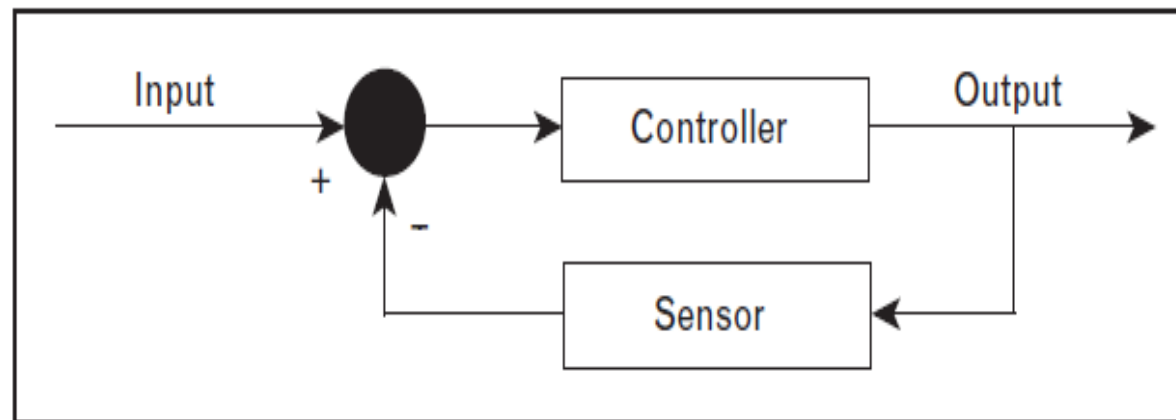 Input
Output
Controller
+
-
Sensor